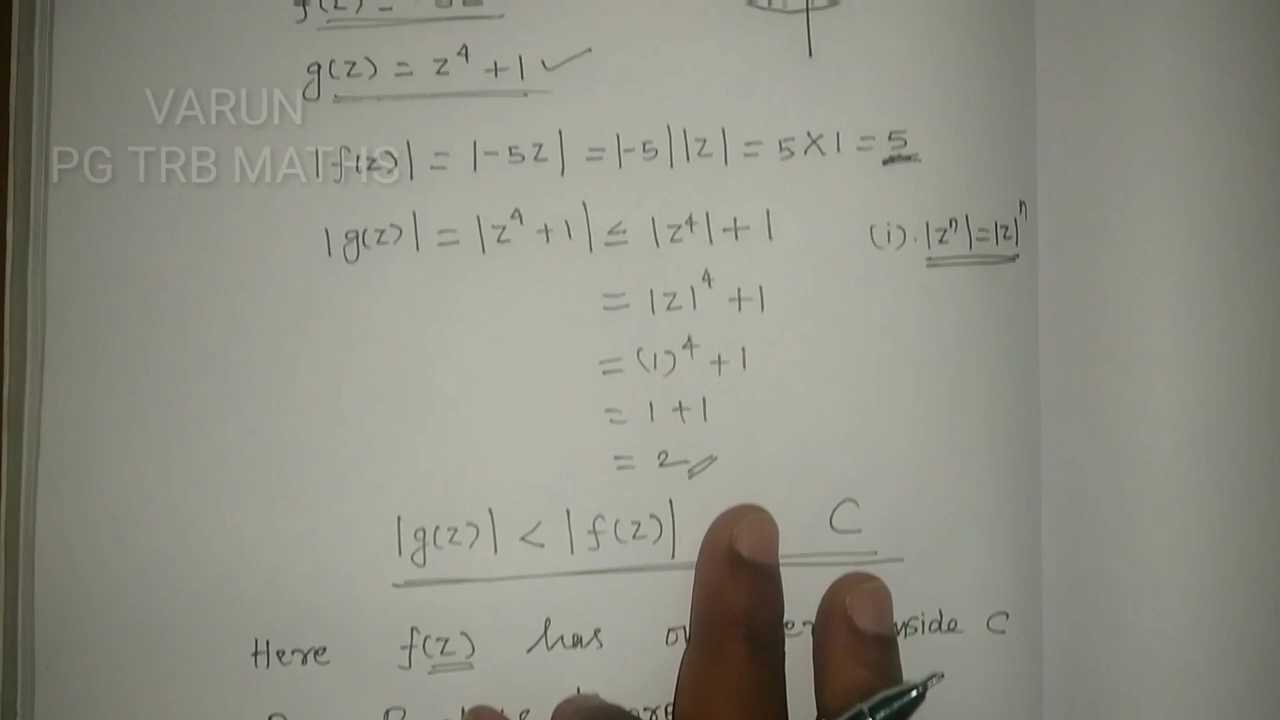 g(z) = z⁴ + 1 ✓
VARUN
PG TRB MATHS
|f(z)| = |-5z| = |-5||z| = 5 × 1 = 5
|g(z)| = |z⁴ + 1| ≤ |z⁴| + 1 (i). |zⁿ| = |z|ⁿ
= |z|⁴ + 1
= (1)⁴ + 1
= 1 + 1
= 2
|g(z)| < |f(z)| C
Here f(z) has C